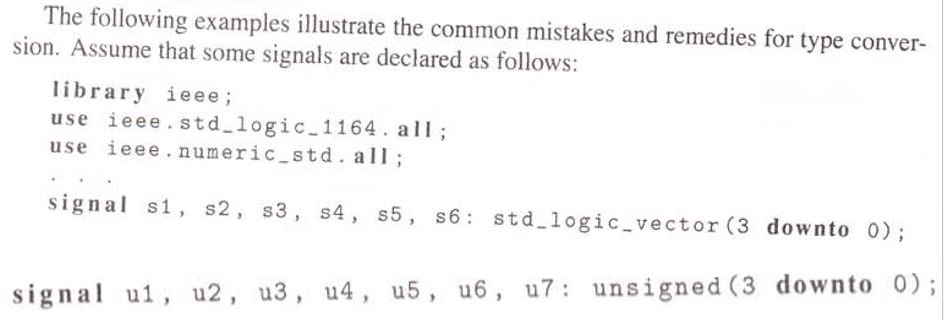 The following examples illustrate the common mistakes and remedies for type conver-
sion. Assume that some signals are declared as follows:
library ieee;
use ieee.std_logic_1164.all;
use ieee.numeric_std.all;
. . .
signal s1, s2, s3, s4, s5, s6: std_logic_vector(3 downto 0);
signal u1, u2, u3, u4, u5, u6, u7: unsigned(3 downto 0);